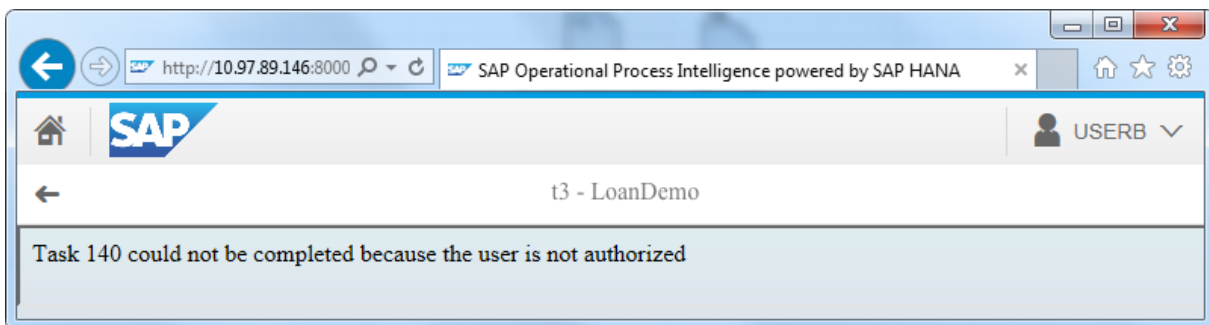 http://10.97.89.146:8000
SAP Operational Process Intelligence powered by SAP HANA
SAP
USERB
t3 - LoanDemo
Task 140 could not be completed because the user is not authorized